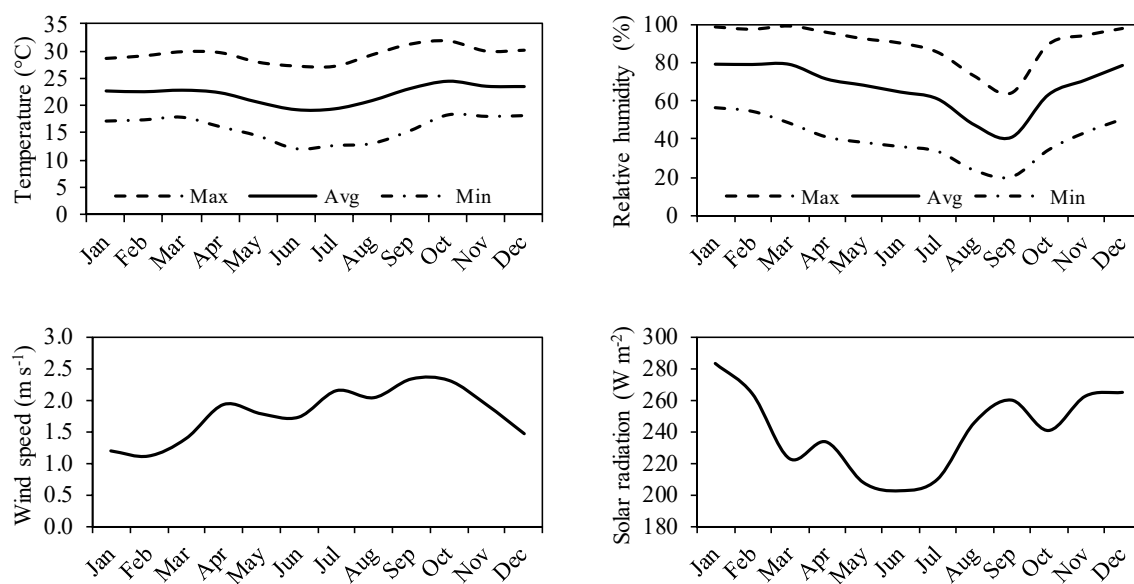 Temperature (°C)
35
30
25
20
15
10
5
0
Max Avg Min
Jan Feb Mar Apr May Jun Jul Aug Sep Oct Nov Dec
Relative humidity (%)
100
80
60
40
20
0
Max Avg Min
Jan Feb Mar Apr May Jun Jul Aug Sep Oct Nov Dec
Wind speed (m s-1)
3.0
2.5
2.0
1.5
1.0
0.5
0.0
Jan Feb Mar Apr May Jun Jul Aug Sep Oct Nov Dec
Solar radiation (W m-2)
300
280
260
240
220
200
180
Jan Feb Mar Apr May Jun Jul Aug Sep Oct Nov Dec